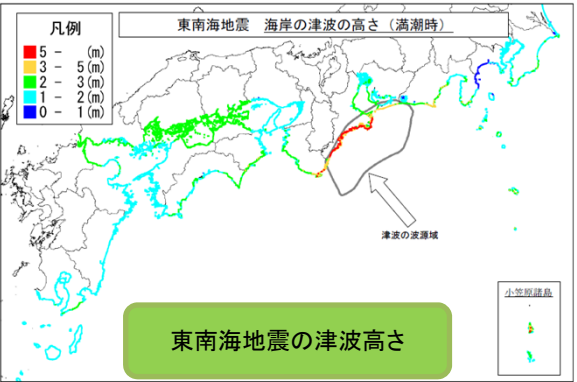 東南海地震　海岸の津波の高さ（満潮時）
凡例
5 －　(m)
3 －　5(m)
2 －　3(m)
1 －　2(m)
0 －　1(m)
津波の波源域
小笠原諸島
東南海地震の津波高さ